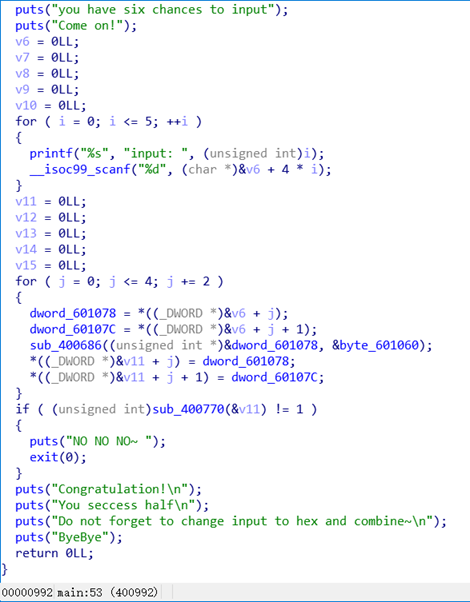 puts("you have six chances to input");
puts("Come on!");
v6 = 0LL;
v7 = 0LL;
v8 = 0LL;
v9 = 0LL;
v10 = 0LL;
for ( i = 0; i <= 5; ++i )
{
printf("%s", "input: ", (unsigned int)i);
__isoc99_scanf("%d", (char *)&v6 + 4 * i);
}
v11 = 0LL;
v12 = 0LL;
v13 = 0LL;
v14 = 0LL;
v15 = 0LL;
for ( j = 0; j <= 4; j += 2 )
{
dword_601078 = *((_DWORD *)&v6 + j);
dword_60107C = *((_DWORD *)&v6 + j + 1);
sub_400686((unsigned int *)&dword_601078, &byte_601060);
*((_DWORD *)&v11 + j) = dword_601078;
*((_DWORD *)&v11 + j + 1) = dword_60107C;
}
if ( (unsigned int)sub_400770(&v11) != 1 )
{
puts("NO NO NO~ ");
exit(0);
}
puts("Congratulation!\n");
puts("You seccess half\n");
puts("Do not forget to change input to hex and combine~\n");
puts("ByeBye");
return 0LL;
}
00000992 main:53 (400992)